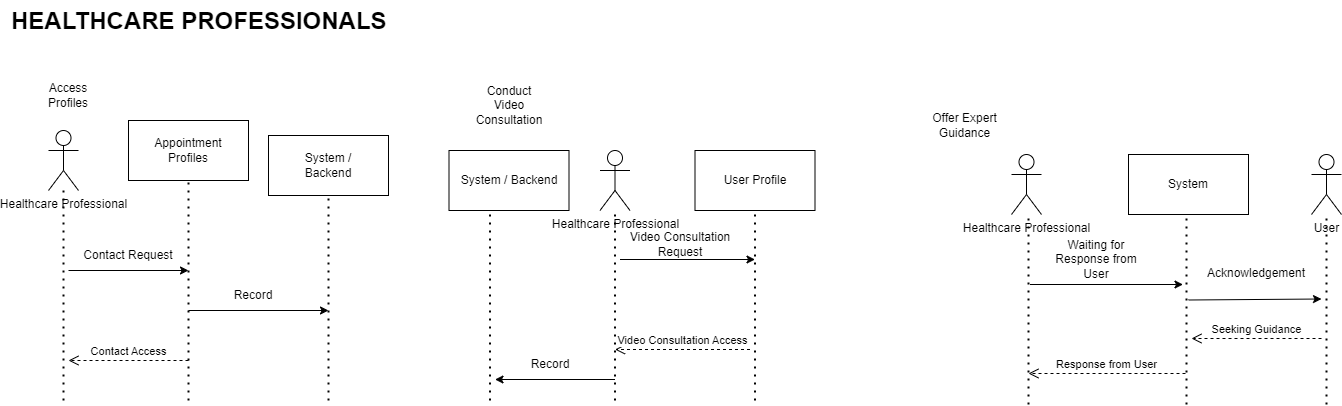 HEALTHCARE PROFESSIONALS
Access
Profiles
Appointment
Profiles
System /
Backend
Healthcare Professional
Contact Request
Record
Contact Access
Conduct
Video
Consultation
System / Backend
User Profile
Healthcare Professional
Video Consultation
Request
Video Consultation Access
Record
Offer Expert
Guidance
System
Healthcare Professional
User
Waiting for
Response from
User
Acknowledgement
Seeking Guidance
Response from User